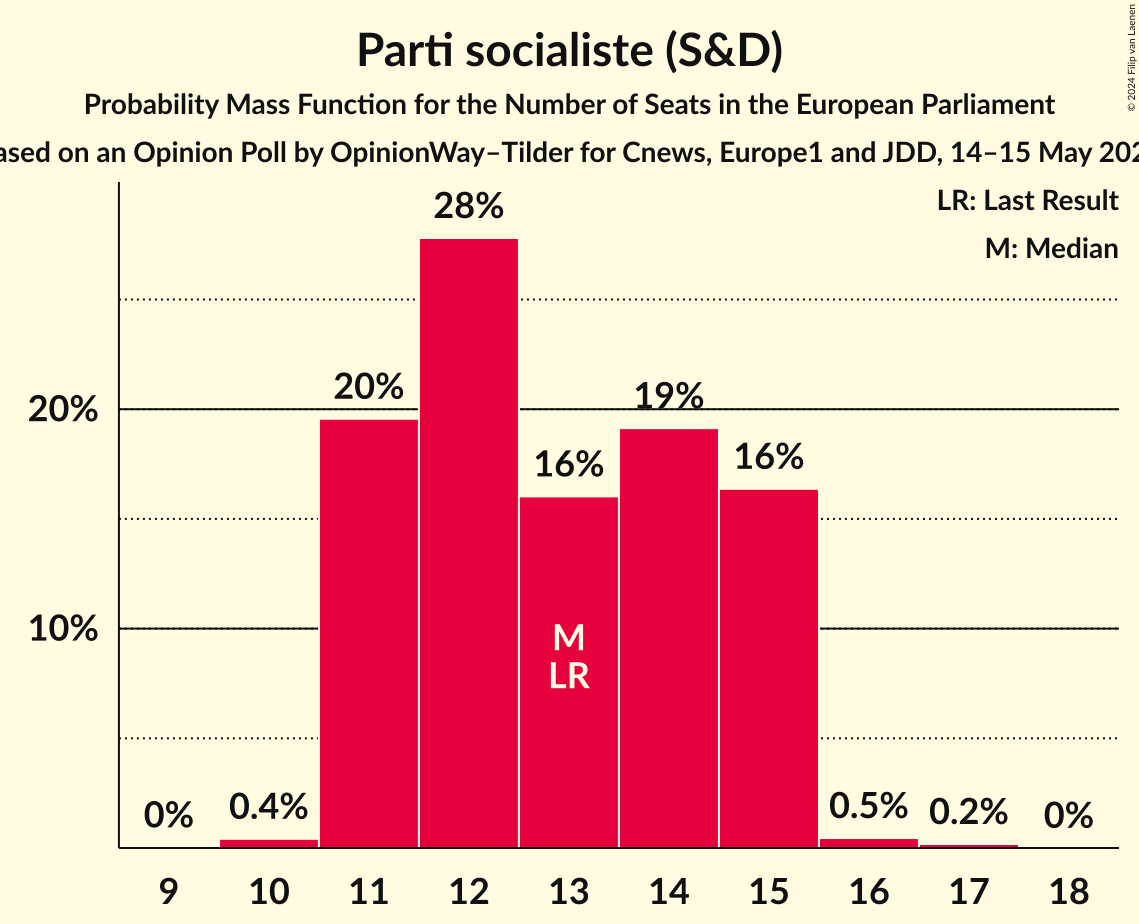 Parti socialiste (S&D)
Probability Mass Function for the Number of Seats in the European Parliament
ased on an Opinion Poll by OpinionWay–Tilder for Cnews, Europe1 and JDD, 14–15 May 202
© 2024 Filip van Laenen
LR: Last Result
M: Median
28%
20%
20%
19%
16%
16%
10%
M
LR
0%
0.4%
0.5%
0.2%
0%
9 10 11 12 13 14 15 16 17 18